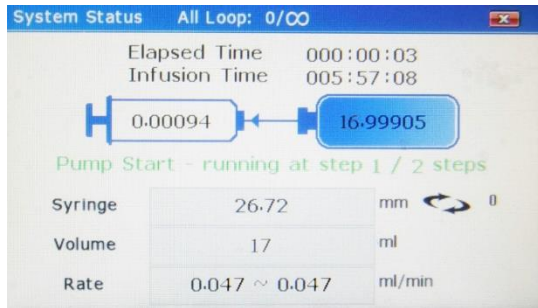 System Status All Loop: 0/∞
Elapsed Time 000:00:03
Infusion Time 005:57:08
0.00094 16.99905
Pump Start - running at step 1 / 2 steps
Syringe 26.72 mm 0
Volume 17 ml
Rate 0.047 ~ 0.047 ml/min